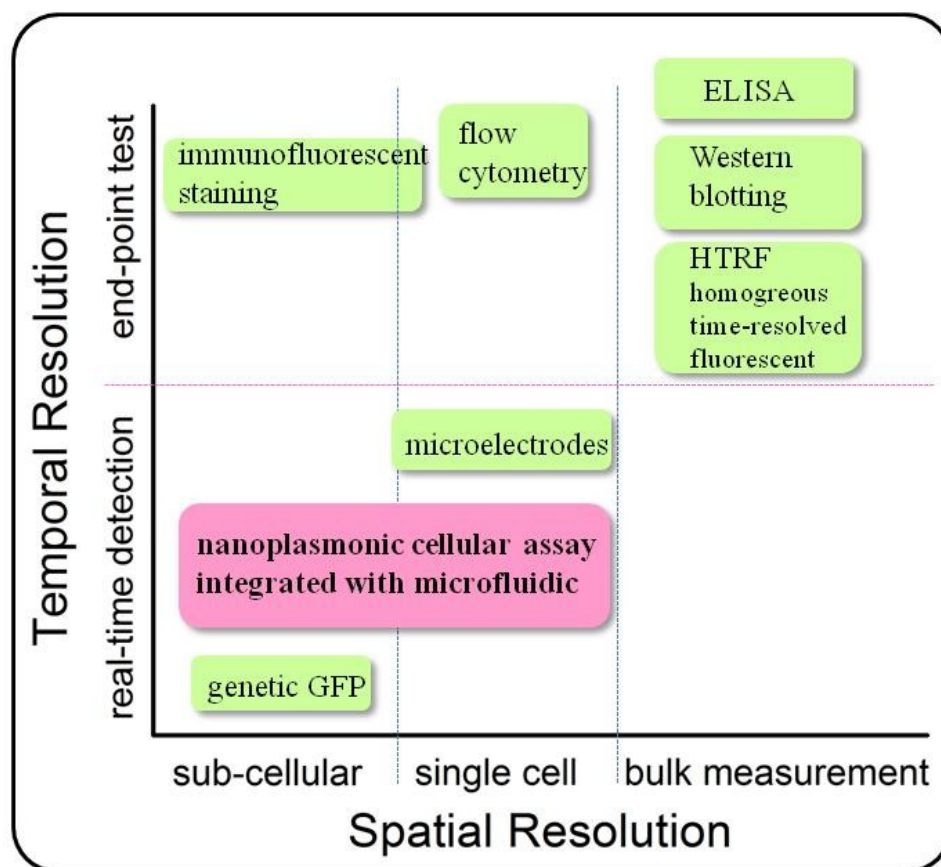 ELISA
immunofluorescent
staining
flow
cytometry
Western
blotting
HTRF
homogreous
time-resolved
fluorescent
end-point test
Temporal Resolution
real-time detection
microelectrodes
nanoplasmonic cellular assay
integrated with microfluidic
genetic GFP
sub-cellular
single cell
bulk measurement
Spatial Resolution